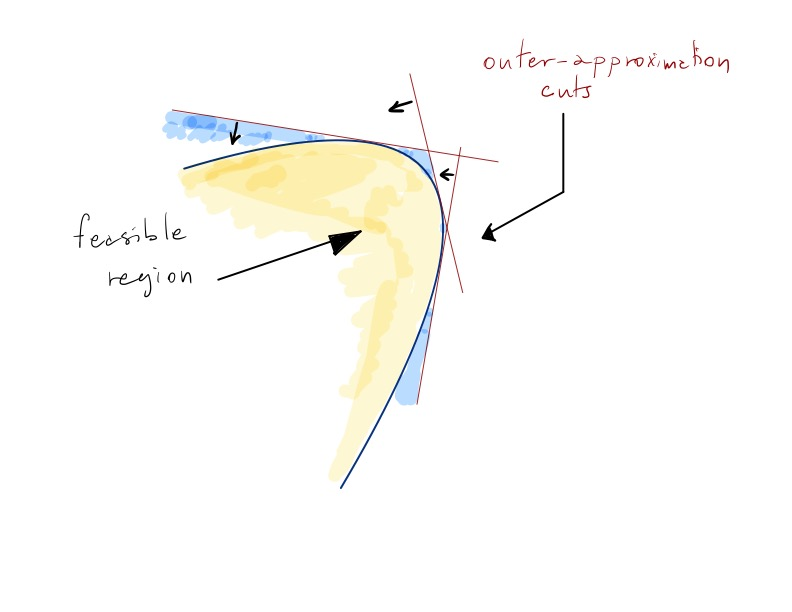 outer-approximation
cuts
feasible
region